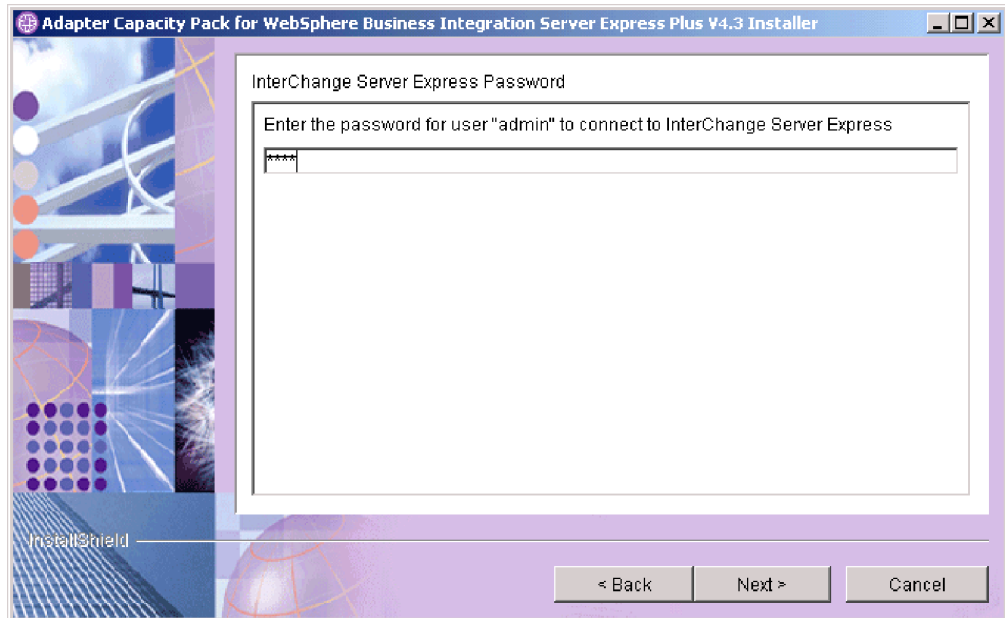 Adapter Capacity Pack for WebSphere Business Integration Server Express Plus V4.3 Installer
InterChange Server Express Password
Enter the password for user "admin" to connect to InterChange Server Express
****
InstallShield
< Back
Next >
Cancel